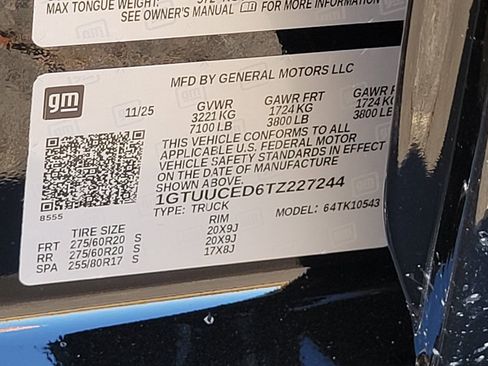 MAX TONGUE WEIGHT:
SEE OWNER'S MANUAL FOR MORE INFORMATION
gm
MFD BY GENERAL MOTORS LLC
11/25 GVWR GAWR FRT GAWR
3221 KG 1724 KG 1724 KG
7100 LB 3800 LB 3800 LB
THIS VEHICLE CONFORMS TO ALL
APPLICABLE U.S. FEDERAL MOTOR
VEHICLE SAFETY STANDARDS IN EFFECT
ON THE DATE OF MANUFACTURE
SHOWN ABOVE.
8555
1GTUUCED6TZ227244
TYPE: TRUCK MODEL: 64TK10543
TIRE SIZE RIM
FRT 275/60R20 S 20X9J
RR 275/60R20 S 20X9J
SPA 255/80R17 S 17X8J